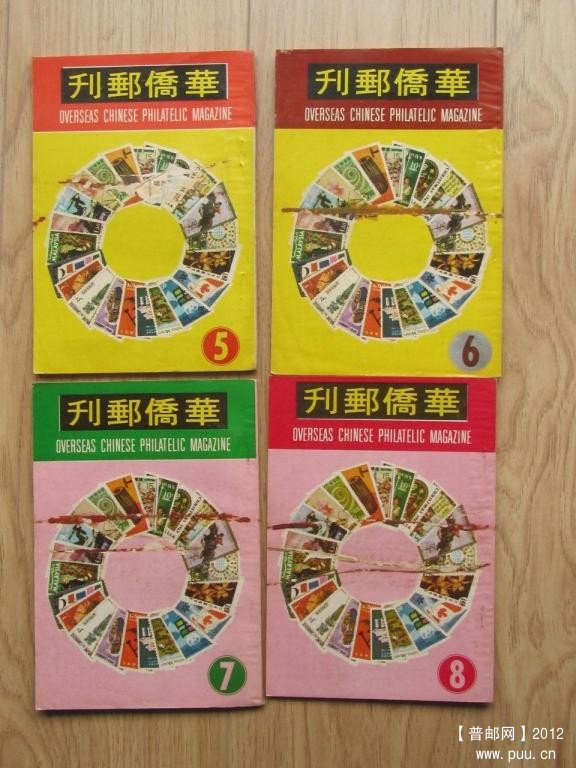 華僑郵刊
OVERSEAS CHINESE PHILATELIC MAGAZINE
5
華僑郵刊
OVERSEAS CHINESE PHILATELIC MAGAZINE
6
華僑郵刊
OVERSEAS CHINESE PHILATELIC MAGAZINE
7
華僑郵刊
OVERSEAS CHINESE PHILATELIC MAGAZINE
8
【普邮网】2012
www.puu.cn